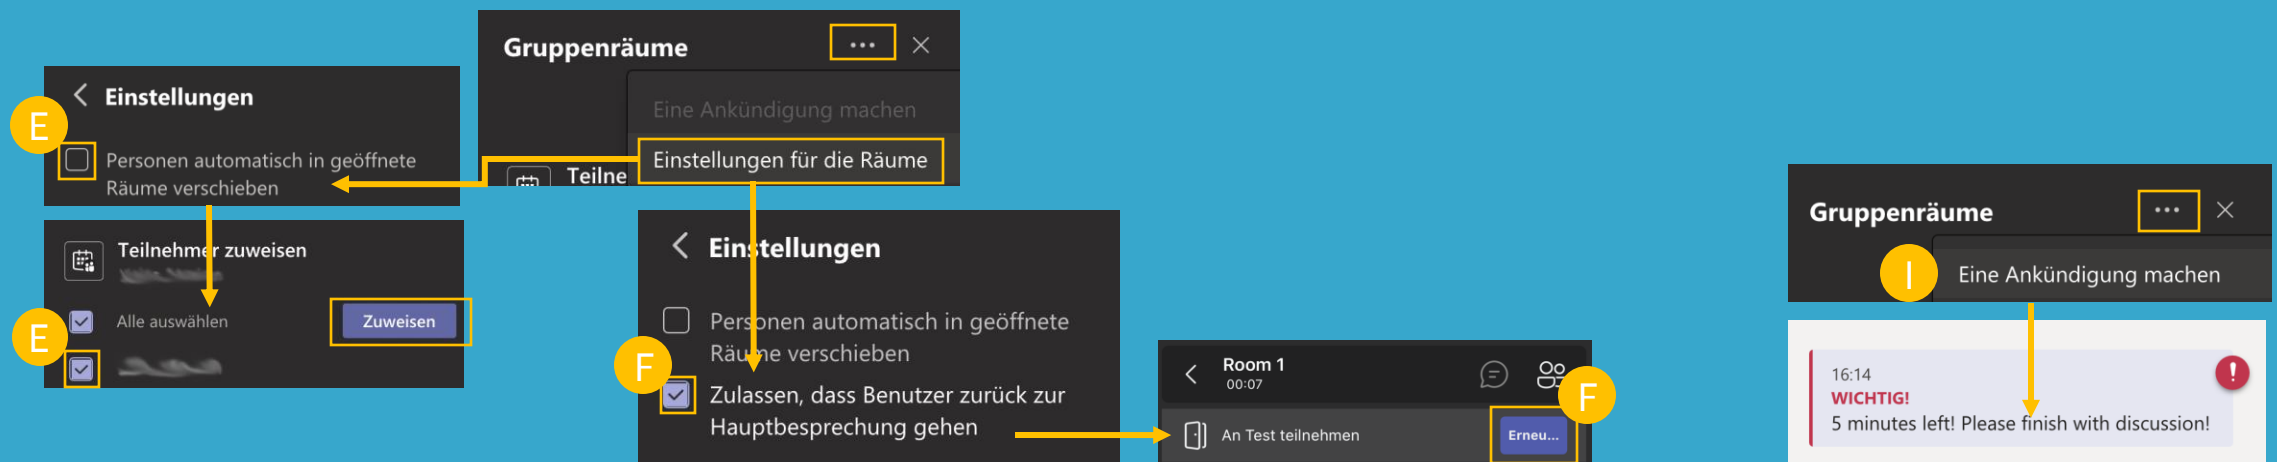 Gruppenräume
Eine Ankündigung machen
Einstellungen für die Räume
Teilne
Einstellungen
E
Personen automatisch in geöffnete
Räume verschieben
Teilnehmer zuweisen
E
Alle auswählen
Zuweisen
Einstellungen
Personen automatisch in geöffnete
Räume verschieben
F
Zulassen, dass Benutzer zurück zur
Hauptbesprechung gehen
Room 1
00:07
F
An Test teilnehmen
Erneu...
Gruppenräume
I
Eine Ankündigung machen
16:14
WICHTIG!
5 minutes left! Please finish with discussion!